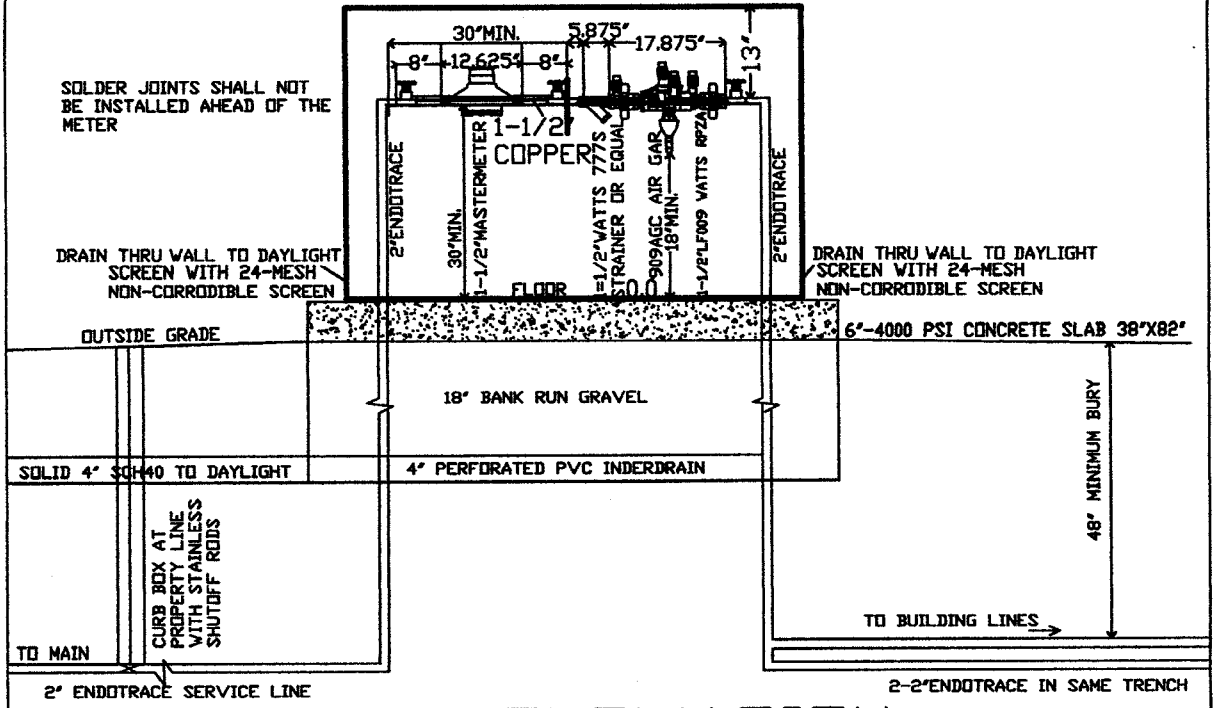 30"MIN.
5.875"
17.875"
13"
8"
12.625"
8"
SOLDER JOINTS SHALL NOT
BE INSTALLED AHEAD OF THE
METER
1-1/2"
COPPER
2"ENDOTRACE
30"MIN.
1-1/2"MASTERMETER
1=1/2"WATTS 777S
STRAINER OR EQUAL
909AGC AIR GAR
18"MIN.
1-1/2"LF009 WATTS RPZA
2"ENDOTRACE
DRAIN THRU WALL TO DAYLIGHT
SCREEN WITH 24-MESH
NON-CORRODIBLE SCREEN
DRAIN THRU WALL TO DAYLIGHT
SCREEN WITH 24-MESH
NON-CORRODIBLE SCREEN
FLOOR
0.0
OUTSIDE GRADE
6"-4000 PSI CONCRETE SLAB 38"X82"
18" BANK RUN GRAVEL
48" MINIMUM BURY
SOLID 4" SCH40 TO DAYLIGHT
4" PERFORATED PVC INDERDRAIN
CURB BOX AT
PROPERTY LINE
WITH STAINLESS
SHUTOFF RODS
TO BUILDING LINES
TO MAIN
2" ENDOTRACE SERVICE LINE
2-2"ENDOTRACE IN SAME TRENCH